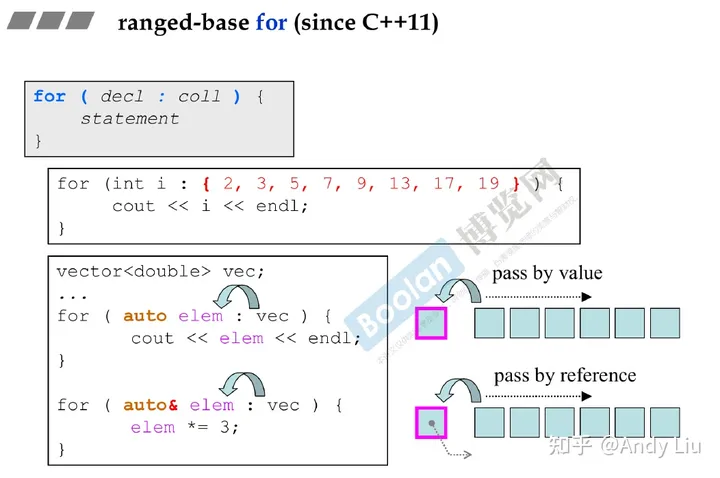 ranged-base for (since C++11)
for ( decl : coll ) {
statement
}
for (int i : { 2, 3, 5, 7, 9, 13, 17, 19 } ) {
cout << i << endl;
}
vector<double> vec;
...
for ( auto elem : vec ) {
cout << elem << endl;
}
for ( auto& elem : vec ) {
elem *= 3;
}
pass by value
pass by reference
Boolan 博览网
知乎 @Andy Liu